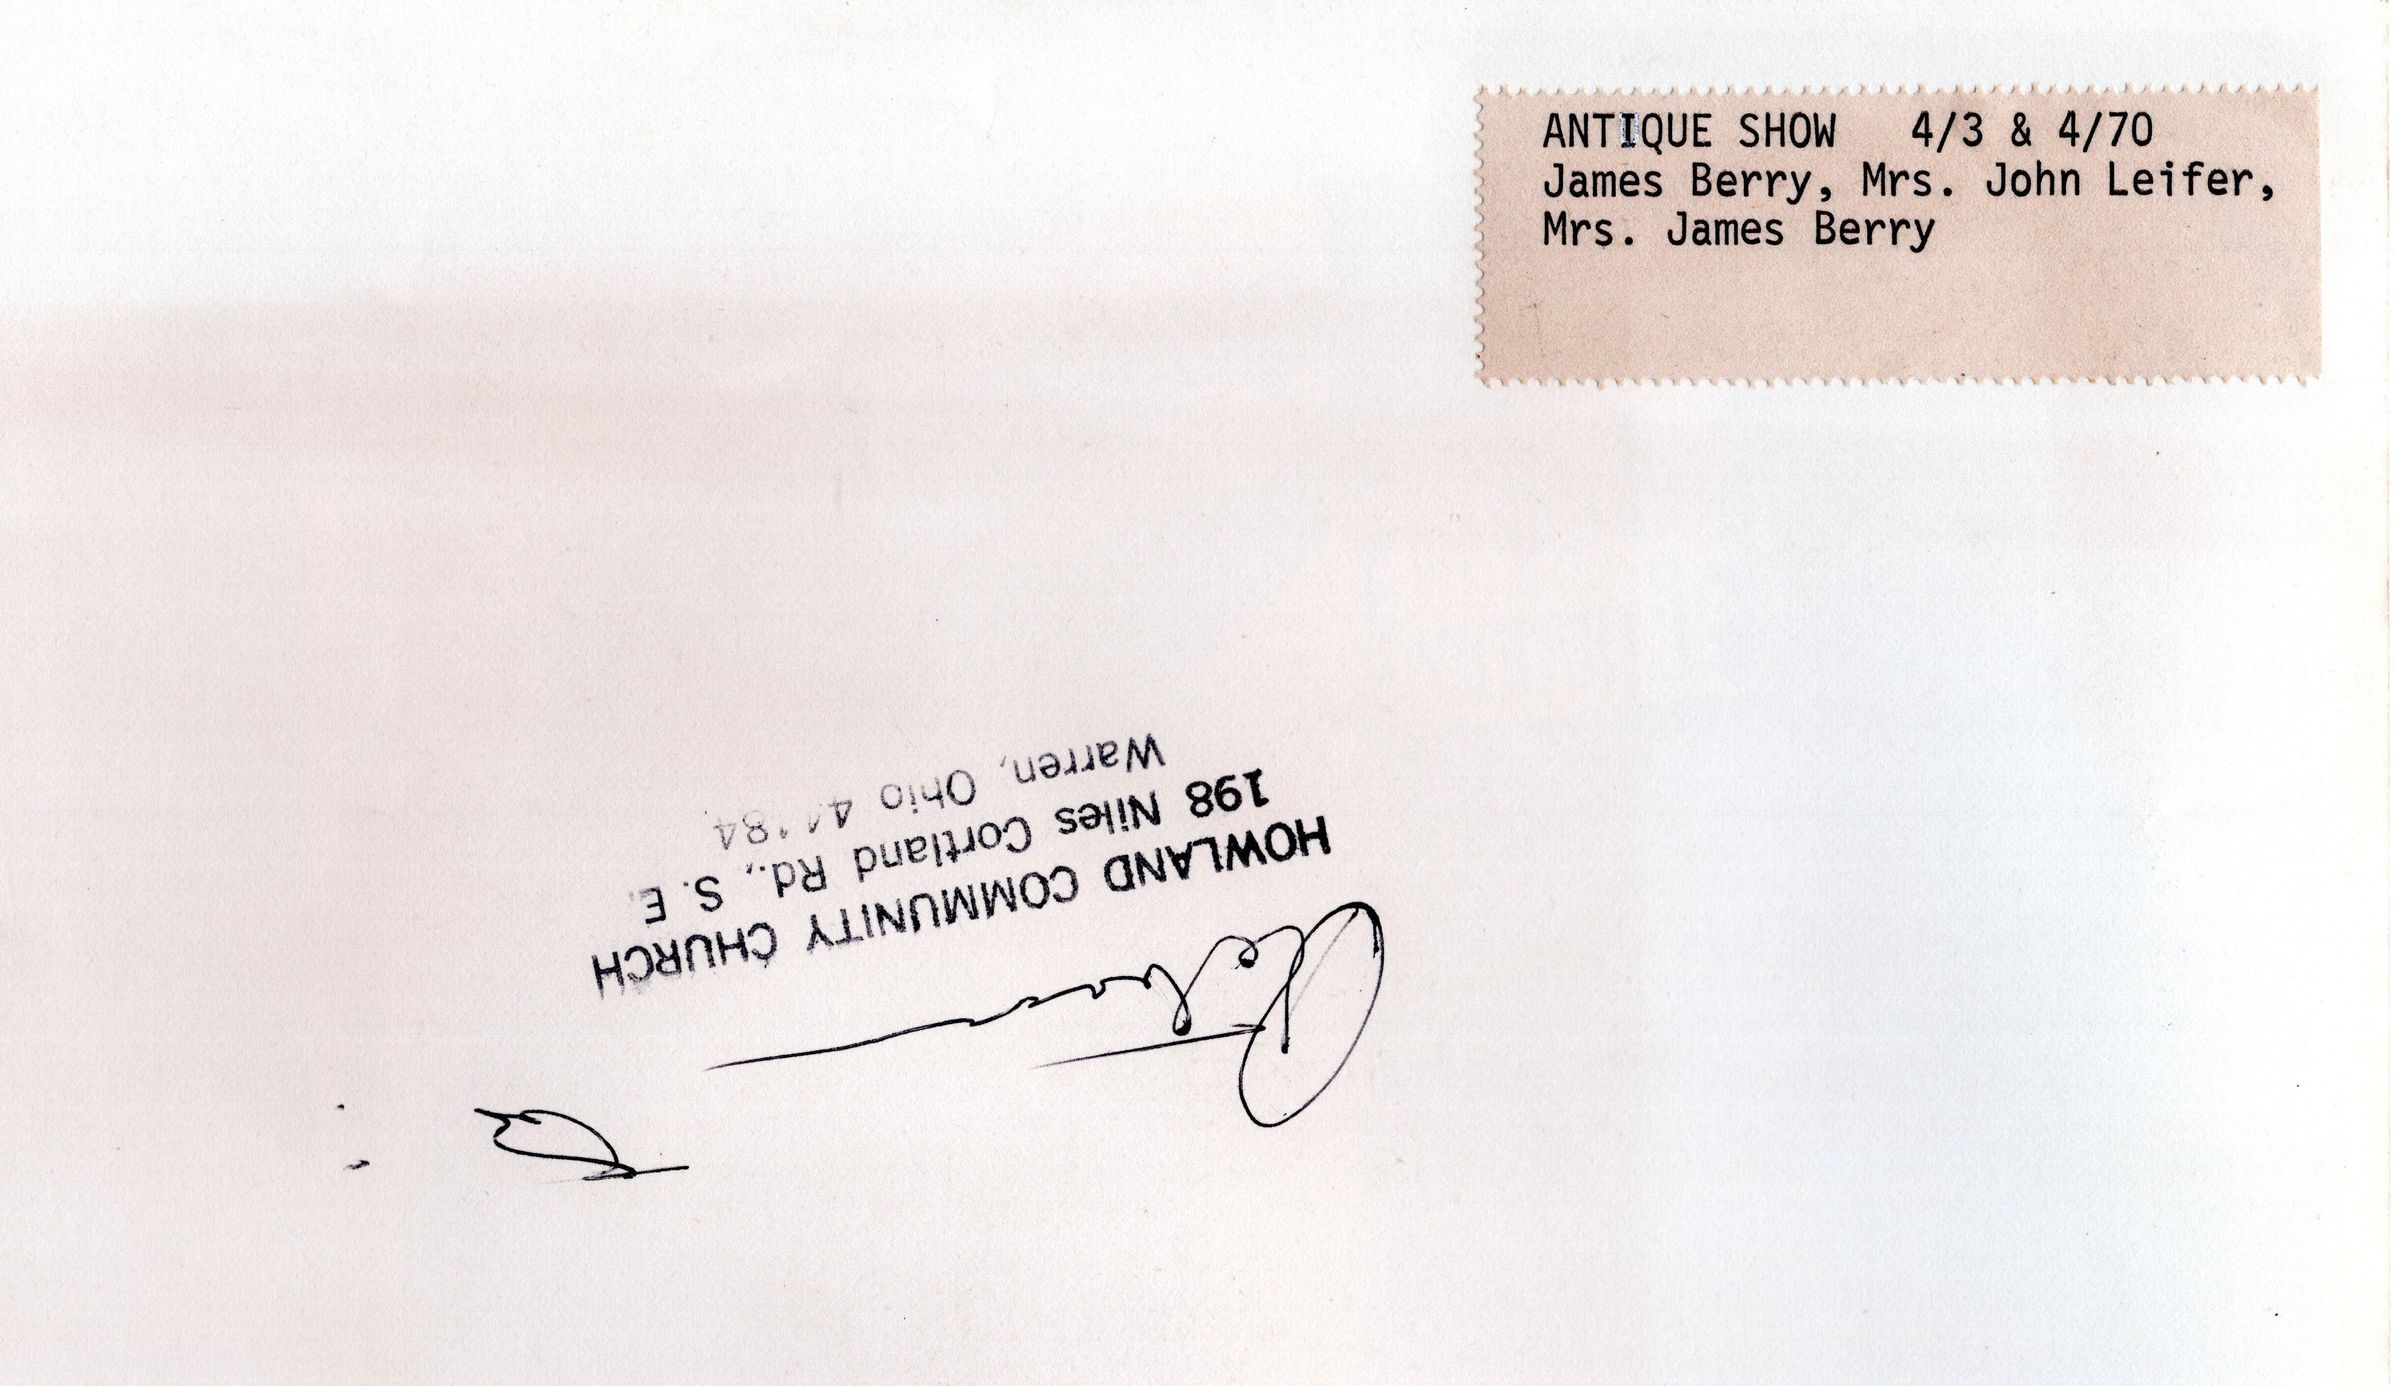 ANTIQUE SHOW 4/3 & 4/70
James Berry, Mrs. John Leifer,
Mrs. James Berry
HOWLAND COMMUNITY CHURCH
198 Niles Cortland Rd., S. E.
Warren, Ohio